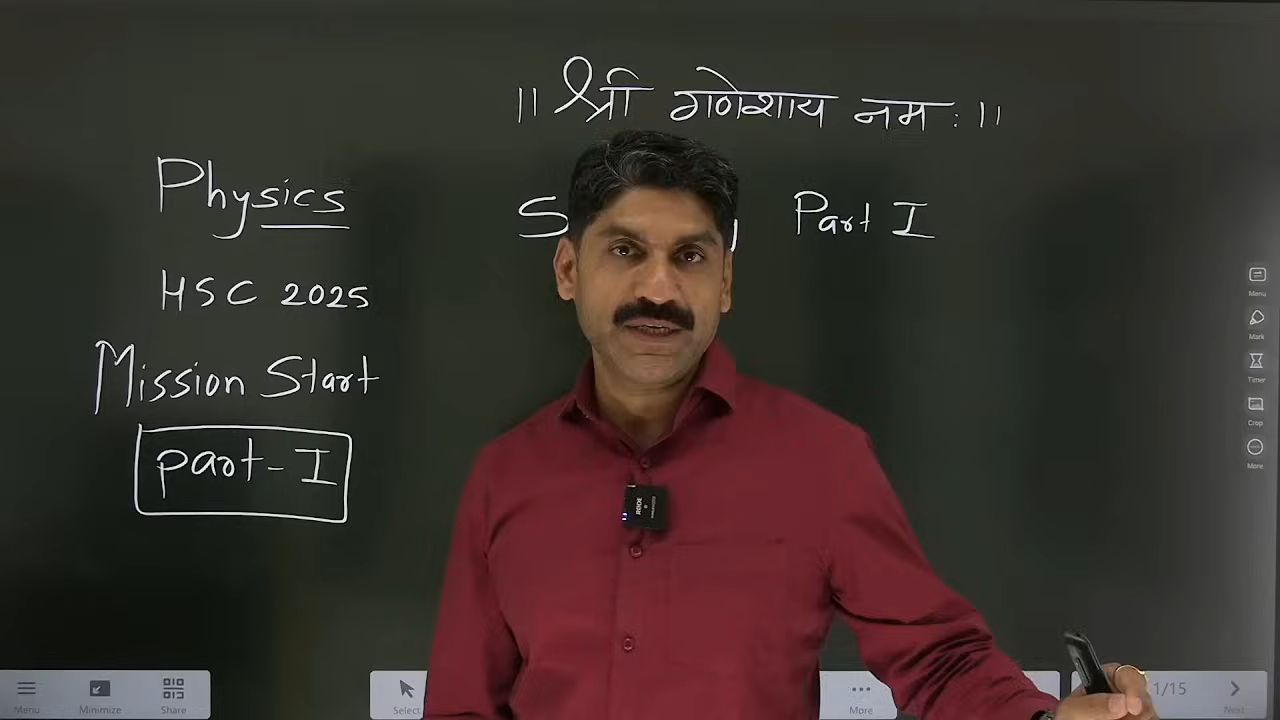 ॥ श्री गणेशाय नमः ॥
Physics
Part I
HSC 2025
Mission Start
part-I
Menu
Mark
Timer
Crop
More
RØDE
Menu
Minimize
Share
Select
More
1/15
Next